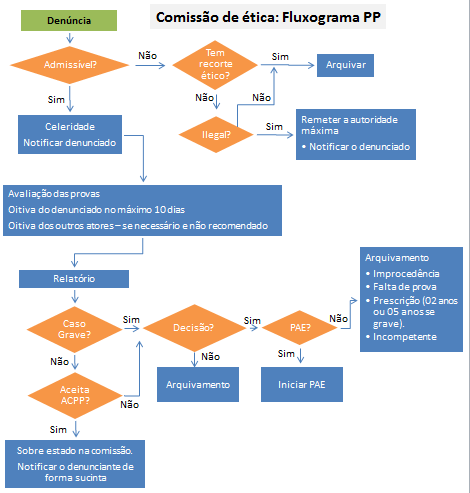 Denúncia
Comissão de ética: Fluxograma PP
Admissível?
Não
Tem
recorte
ético?
Sim
Arquivar
Sim
Não
Não
Celeridade
Notificar denunciado
Ilegal?
Sim
Remeter a autoridade
máxima
• Notificar o denunciado
Avaliação das provas
Oitiva do denunciado no máximo 10 dias
Oitiva dos outros atores – se necessário e não recomendado
Relatório
Arquivamento
• Improcedência
• Falta de prova
• Prescrição (02 anos
ou 05 anos se
grave).
• Incompetente
Caso
Grave?
Sim
Decisão?
Sim
PAE?
Não
Não
Não
Sim
Aceita
ACPP?
Não
Arquivamento
Iniciar PAE
Sim
Sobre estado na comissão.
Notificar o denunciante de
forma sucinta